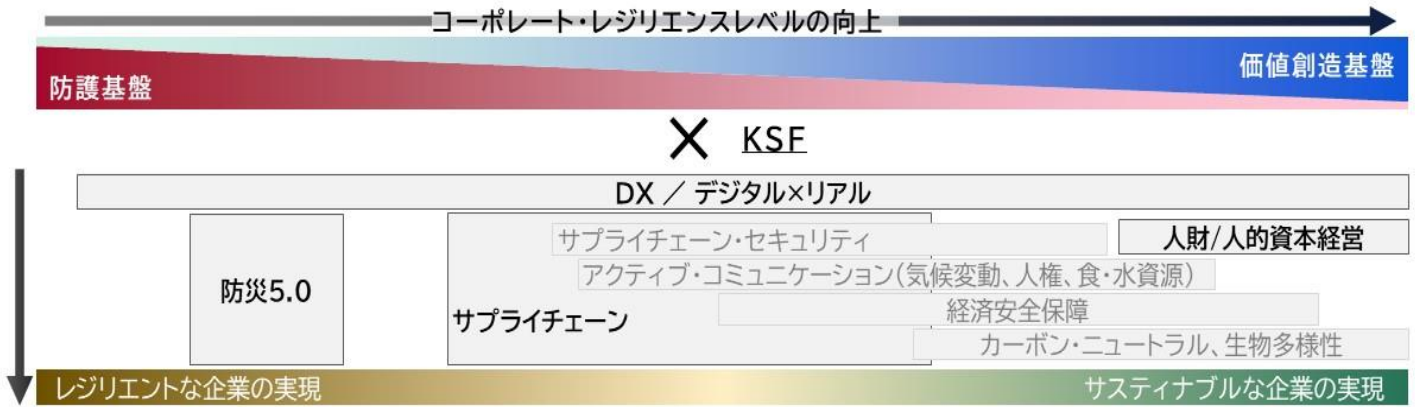 コーポレート・レジリエンスレベルの向上
価値創造基盤
防護基盤
× KSF
DX / デジタル×リアル
サプライチェーン・セキュリティ
人財/人的資本経営
アクティブ・コミュニケーション(気候変動、人権、食・水資源)
防災5.0
経済安全保障
サプライチェーン
カーボン・ニュートラル、生物多様性
レジリエントな企業の実現
サスティナブルな企業の実現